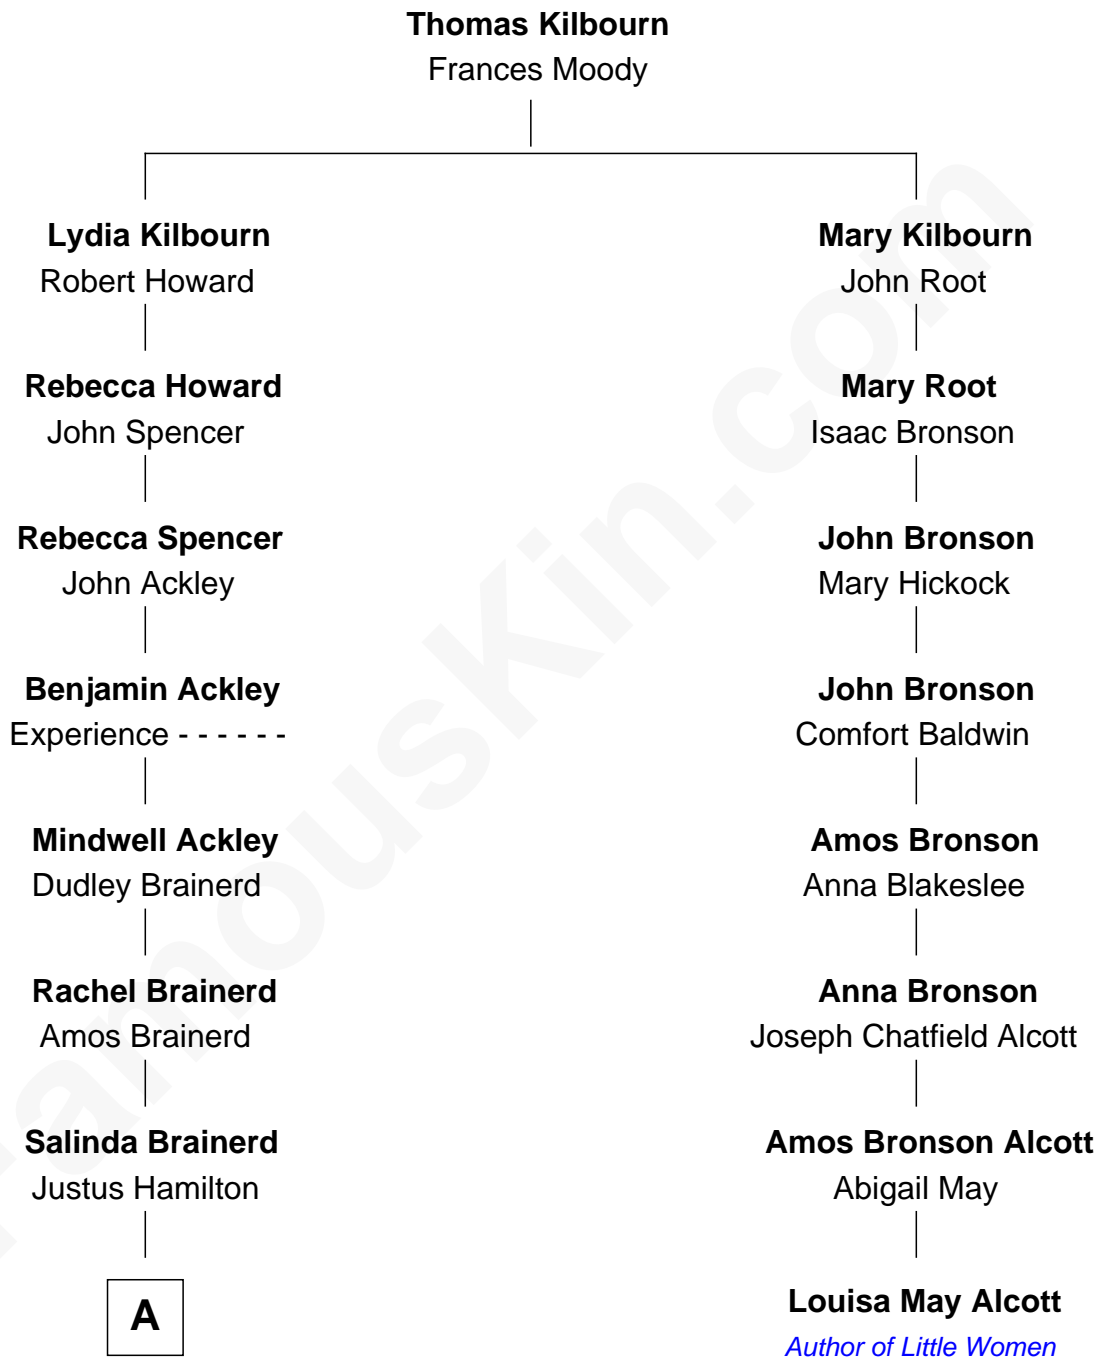 Thomas Kilbourn
Frances Moody
Lydia Kilbourn
Robert Howard
Mary Kilbourn
John Root
Rebecca Howard
John Spencer
Mary Root
Isaac Bronson
Rebecca Spencer
John Ackley
John Bronson
Mary Hickock
Benjamin Ackley
Experience - - - - - -
John Bronson
Comfort Baldwin
Mindwell Ackley
Dudley Brainerd
Amos Bronson
Anna Blakeslee
Rachel Brainerd
Amos Brainerd
Anna Bronson
Joseph Chatfield Alcott
Salinda Brainerd
Justus Hamilton
Amos Bronson Alcott
Abigail May
A
Louisa May Alcott
Author of Little Women
FamousKin.com